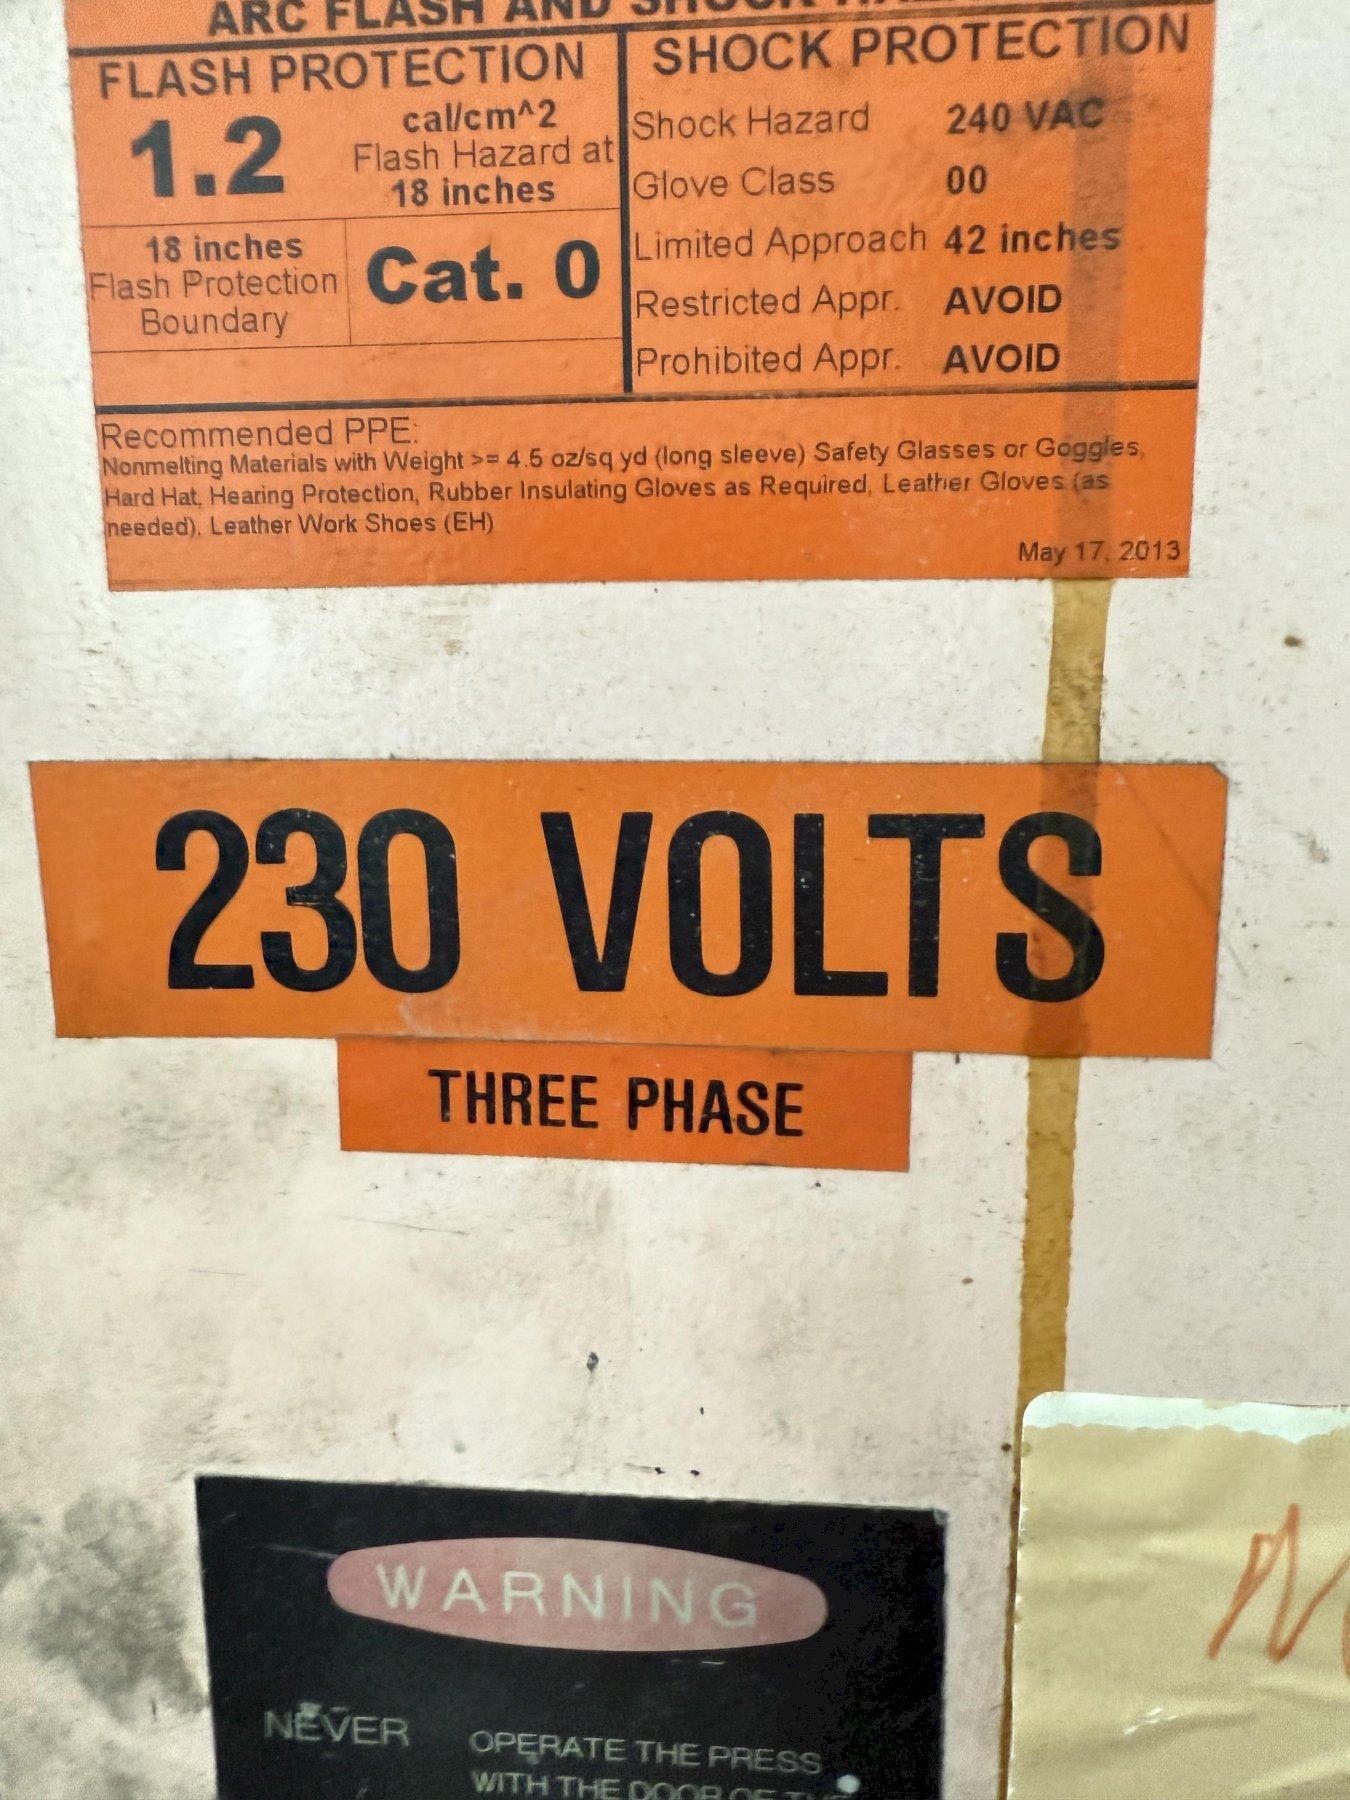 ARC FLASH AND SHOCK
FLASH PROTECTION
1.2
cal/cm^2
Flash Hazard at
18 inches
18 inches
Flash Protection
Boundary
Cat. 0
SHOCK PROTECTION
Shock Hazard 240 VAC
Glove Class 00
Limited Approach 42 inches
Restricted Appr. AVOID
Prohibited Appr. AVOID
Recommended PPE:
Nonmelting Materials with Weight >= 4.5 oz/sq yd (long sleeve) Safety Glasses or Goggles,
Hard Hat, Hearing Protection, Rubber Insulating Gloves as Required, Leather Gloves (as
needed), Leather Work Shoes (EH)
May 17, 2013
230 VOLTS
THREE PHASE
WARNING
NEVER OPERATE THE PRESS
WITH THE DOOR OF THE